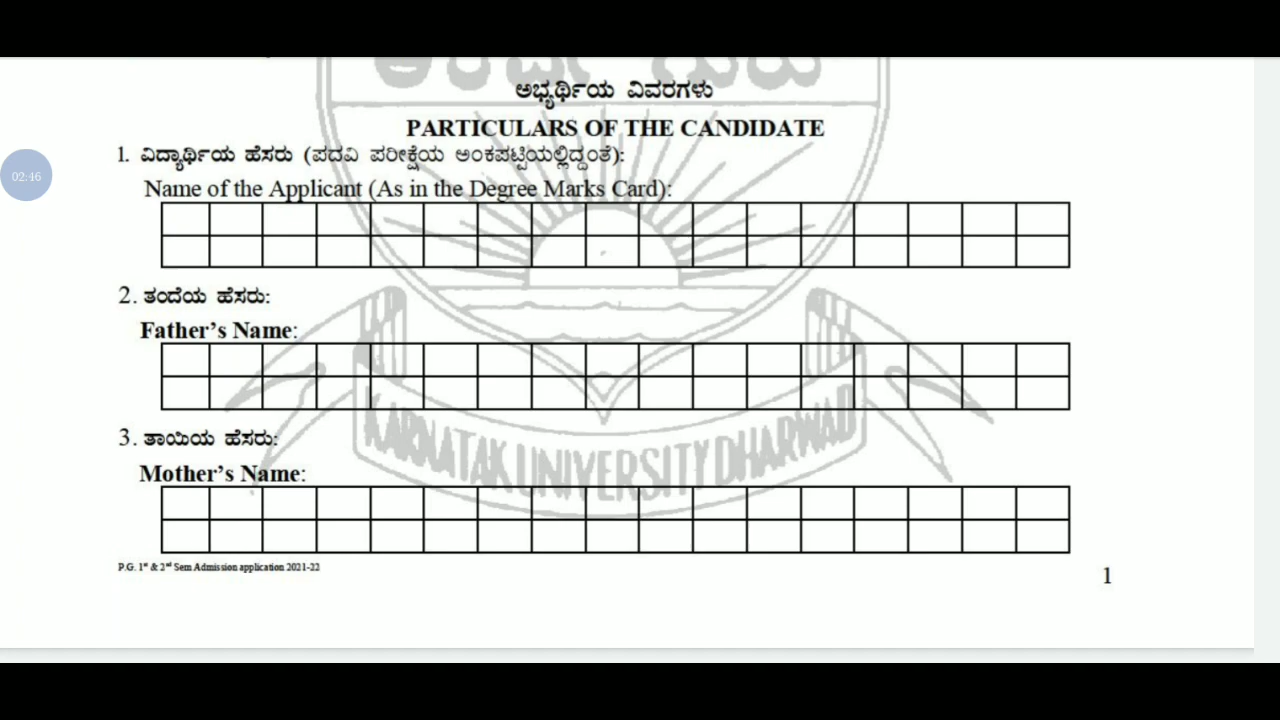 ಅರಿವೇ ಗುರು
ಅಭ್ಯರ್ಥಿಯ ವಿವರಗಳು
PARTICULARS OF THE CANDIDATE
1. ವಿದ್ಯಾರ್ಥಿಯ ಹೆಸರು (ಪದವಿ ಪರೀಕ್ಷೆಯ ಅಂಕಪಟ್ಟಿಯಲ್ಲಿದ್ದಂತೆ):
02:46
Name of the Applicant (As in the Degree Marks Card):
2. ತಂದೆಯ ಹೆಸರು:
Father's Name:
KARNATAK UNIVERSITY DHARWAD
3. ತಾಯಿಯ ಹೆಸರು:
Mother's Name:
P.G. 1st & 2nd Sem Admission application 2021-22
1